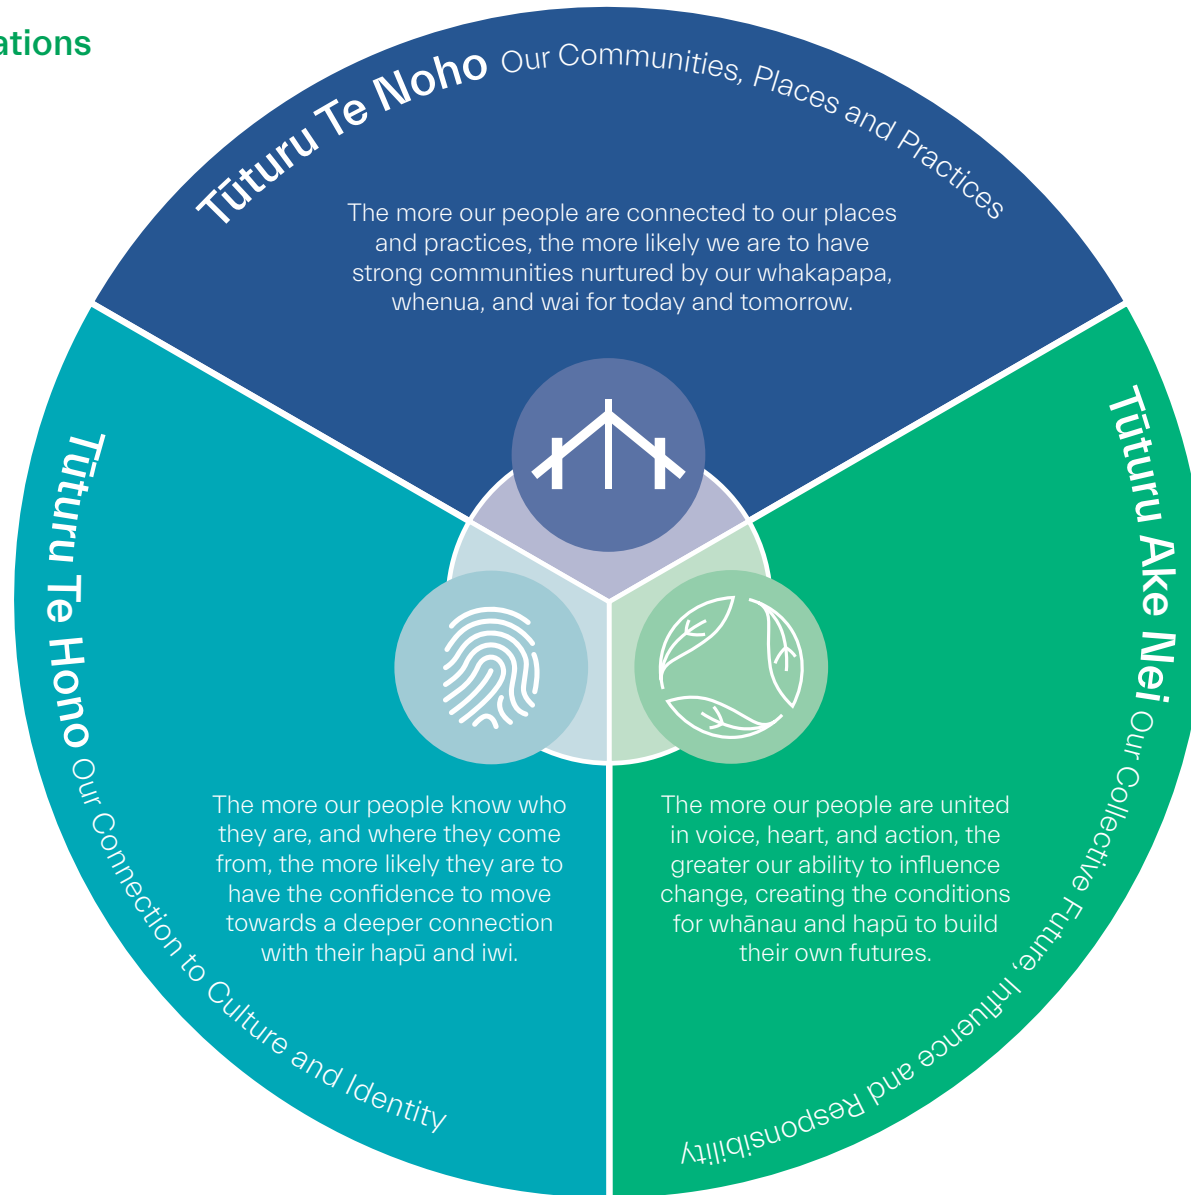 ations
Tūturu Te Noho Our Communities, Places and Practices
The more our people are connected to our places
and practices, the more likely we are to have
strong communities nurtured by our whakapapa,
whenua, and wai for today and tomorrow.
Tūturu Te Hono Our Connection to Culture and Identity
The more our people know who
they are, and where they come
from, the more likely they are to
have the confidence to move
towards a deeper connection
with their hapū and iwi.
Tūturu Ake Nei Our Collective Future, Influence and Responsibility
The more our people are united
in voice, heart, and action, the
greater our ability to influence
change, creating the conditions
for whānau and hapū to build
their own futures.